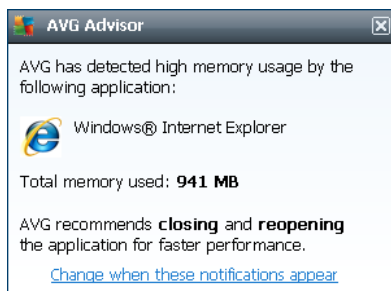 AVG Advisor
AVG has detected high memory usage by the
following application:
Windows® Internet Explorer
Total memory used: 941 MB
AVG recommends closing and reopening
the application for faster performance.
Change when these notifications appear